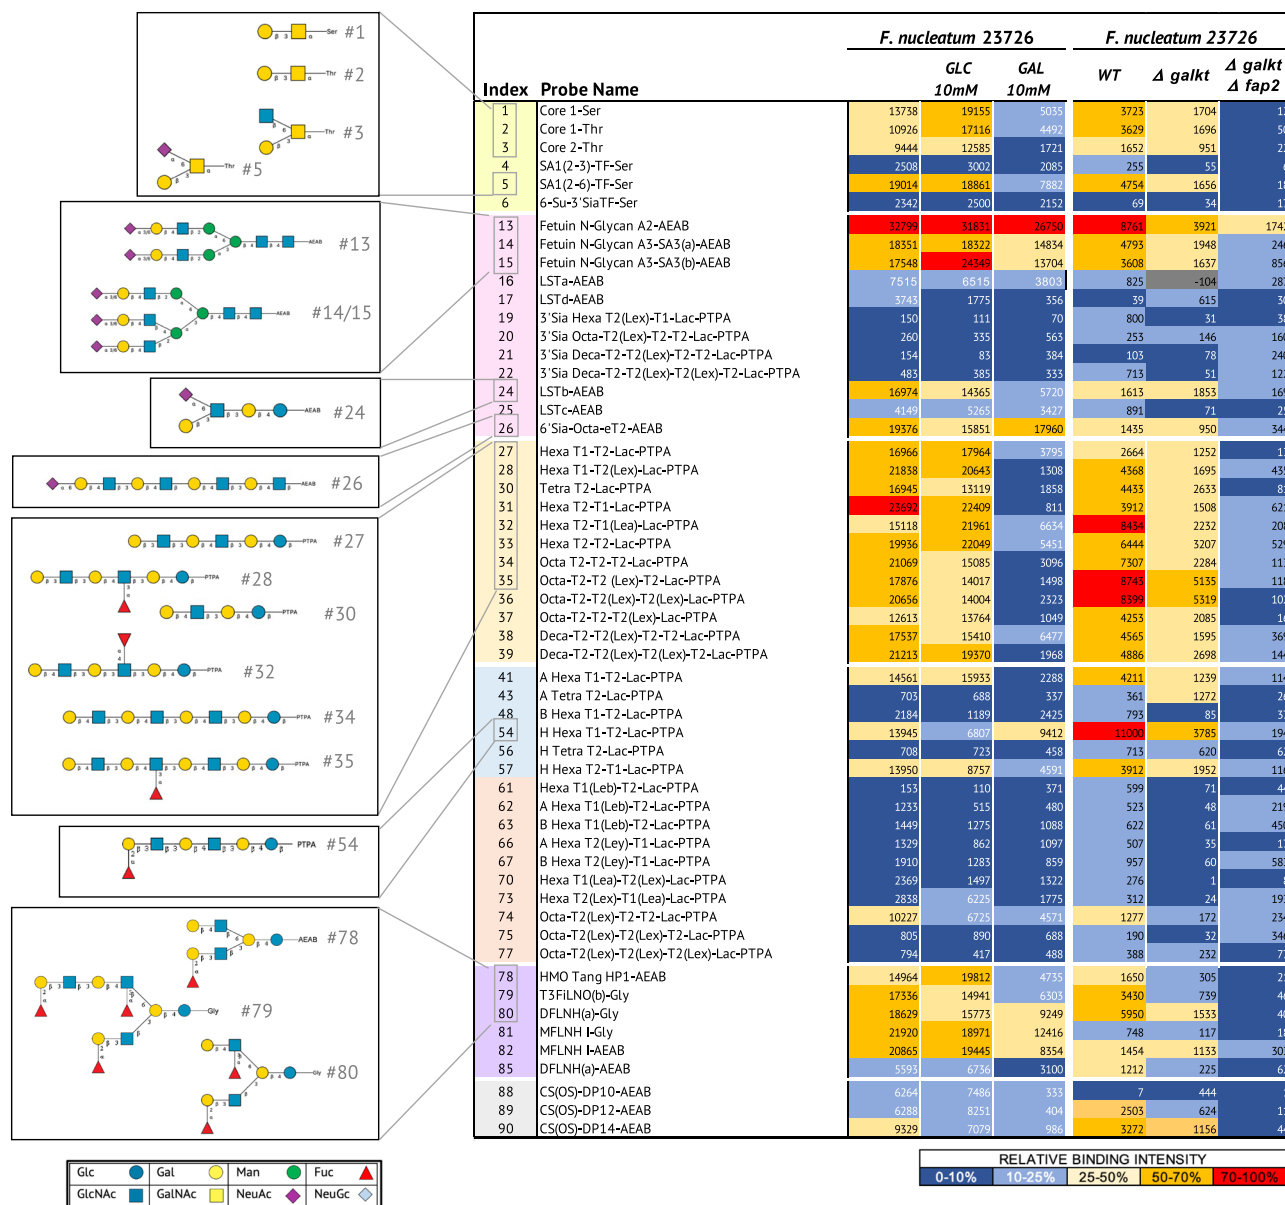 #1
#2
#3
#5
#13
#14/15
#24
#26
#27
#28
#30
#32
#34
#35
#54
#78
#79
#80
Ser
Thr
Thr
Thr
AEAB
AEAB
AEAB
AEAB
PTPA
PTPA
PTPA
PTPA
PTPA
PTPA
PTPA
AEAB
Gly
Gly
F. nucleatum 23726 F. nucleatum 23726
Index Probe Name GLC 10mM GAL 10mM WT Δ galkt Δ galkt Δ fap2
1 Core 1-Ser 13738 19155 5035 3723 1704
2 Core 1-Thr 10926 17116 4492 3629 1696
3 Core 2-Thr 9444 12585 1721 1652 951
4 SA1(2-3)-TF-Ser 2508 3002 2085 255 55
5 SA1(2-6)-TF-Ser 19014 18861 7882 4754 1656
6 6-Su-3'SiaTF-Ser 2342 2500 2152 69 34
13 Fetuin N-Glycan A2-AEAB 32799 31831 26750 8761 3921 1742
14 Fetuin N-Glycan A3-SA3(a)-AEAB 18351 18322 14834 4793 1948 246
15 Fetuin N-Glycan A3-SA3(b)-AEAB 17548 24349 13704 3608 1637 856
16 LSTa-AEAB 7515 6515 3803 825 -104
17 LSTd-AEAB 3743 1775 356 39 615
19 3'Sia Hexa T2(Lex)-T1-Lac-PTPA 150 111 70 800 31
20 3'Sia Octa-T2(Lex)-T2-T2-Lac-PTPA 260 335 563 253 146 160
21 3'Sia Deca-T2-T2(Lex)-T2-T2-Lac-PTPA 154 83 384 103 78 240
22 3'Sia Deca-T2-T2(Lex)-T2(Lex)-T2-Lac-PTPA 483 385 333 713 51
24 LSTb-AEAB 16974 14365 5720 1613 1853
25 LSTc-AEAB 4149 5265 3427 891 71
26 6'Sia-Octa-eT2-AEAB 19376 15851 17960 1435 950 344
27 Hexa T1-T2-Lac-PTPA 16966 17964 3795 2664 1252
28 Hexa T1-T2(Lex)-Lac-PTPA 21838 20643 1308 4368 1695
30 Tetra T2-Lac-PTPA 16945 13119 1858 4433 2633
31 Hexa T2-T1-Lac-PTPA 23692 22409 811 3912 1508
32 Hexa T2-T1(Lea)-Lac-PTPA 15118 21961 6634 8434 2232
33 Hexa T2-T2-Lac-PTPA 19936 22049 5451 6444 3207
34 Octa T2-T2-T2-Lac-PTPA 21069 15085 3096 7307 2284
35 Octa-T2-T2 (Lex)-T2-Lac-PTPA 17876 14017 1498 8743 5135
36 Octa-T2-T2(Lex)-T2(Lex)-Lac-PTPA 20656 14004 2323 8399 5319
37 Octa-T2-T2-T2(Lex)-Lac-PTPA 12613 13764 1049 4253 2085
38 Deca-T2-T2(Lex)-T2-T2-Lac-PTPA 17537 15410 6477 4565 1595
39 Deca-T2-T2(Lex)-T2(Lex)-T2-Lac-PTPA 21213 19370 1968 4886 2698
41 A Hexa T1-T2-Lac-PTPA 14561 15933 2288 4211 1239
43 A Tetra T2-Lac-PTPA 703 688 337 361 1272
48 B Hexa T1-T2-Lac-PTPA 2184 1189 2425 793 85
54 H Hexa T1-T2-Lac-PTPA 13945 6807 9412 11000 3785
56 H Tetra T2-Lac-PTPA 708 723 458 713 620
57 H Hexa T2-T1-Lac-PTPA 13950 8757 4591 3912 1952
61 Hexa T1(Leb)-T2-Lac-PTPA 153 110 371 599 71
62 A Hexa T1(Leb)-T2-Lac-PTPA 1233 515 480 523 48
63 B Hexa T1(Leb)-T2-Lac-PTPA 1449 1275 1088 622 61
66 A Hexa T2(Ley)-T1-Lac-PTPA 1329 862 1097 507 35
67 B Hexa T2(Ley)-T1-Lac-PTPA 1910 1283 859 957 60
70 Hexa T1(Lea)-T2(Lex)-Lac-PTPA 2369 1497 1322 276 1
73 Hexa T2(Lex)-T1(Lea)-Lac-PTPA 2838 6225 1775 312 24
74 Octa-T2(Lex)-T2-T2-Lac-PTPA 10227 6725 4571 1277 172
75 Octa-T2(Lex)-T2(Lex)-T2-Lac-PTPA 805 890 688 190 32
77 Octa-T2(Lex)-T2(Lex)-T2(Lex)-Lac-PTPA 794 417 488 388 232
78 HMO Tang HP1-AEAB 14964 19812 4735 1650 305
79 T3FiLNO(b)-Gly 17336 14941 6303 3430 739
80 DFLNH(a)-Gly 18629 15773 9249 5950 1533
81 MFLNH I-Gly 21920 18971 12416 748 117
82 MFLNH I-AEAB 20865 19445 8354 1454 1133
85 DFLNH(a)-AEAB 5593 6736 3100 1212 225
88 CS(OS)-DP10-AEAB 6264 7486 333 7 444
89 CS(OS)-DP12-AEAB 6288 8251 404 2503 624
90 CS(OS)-DP14-AEAB 9329 7079 986 3272 1156
RELATIVE BINDING INTENSITY
0-10% 10-25% 25-50% 50-70% 70-100%
Glc Gal Man Fuc
GlcNAc GalNAc NeuAc NeuGc